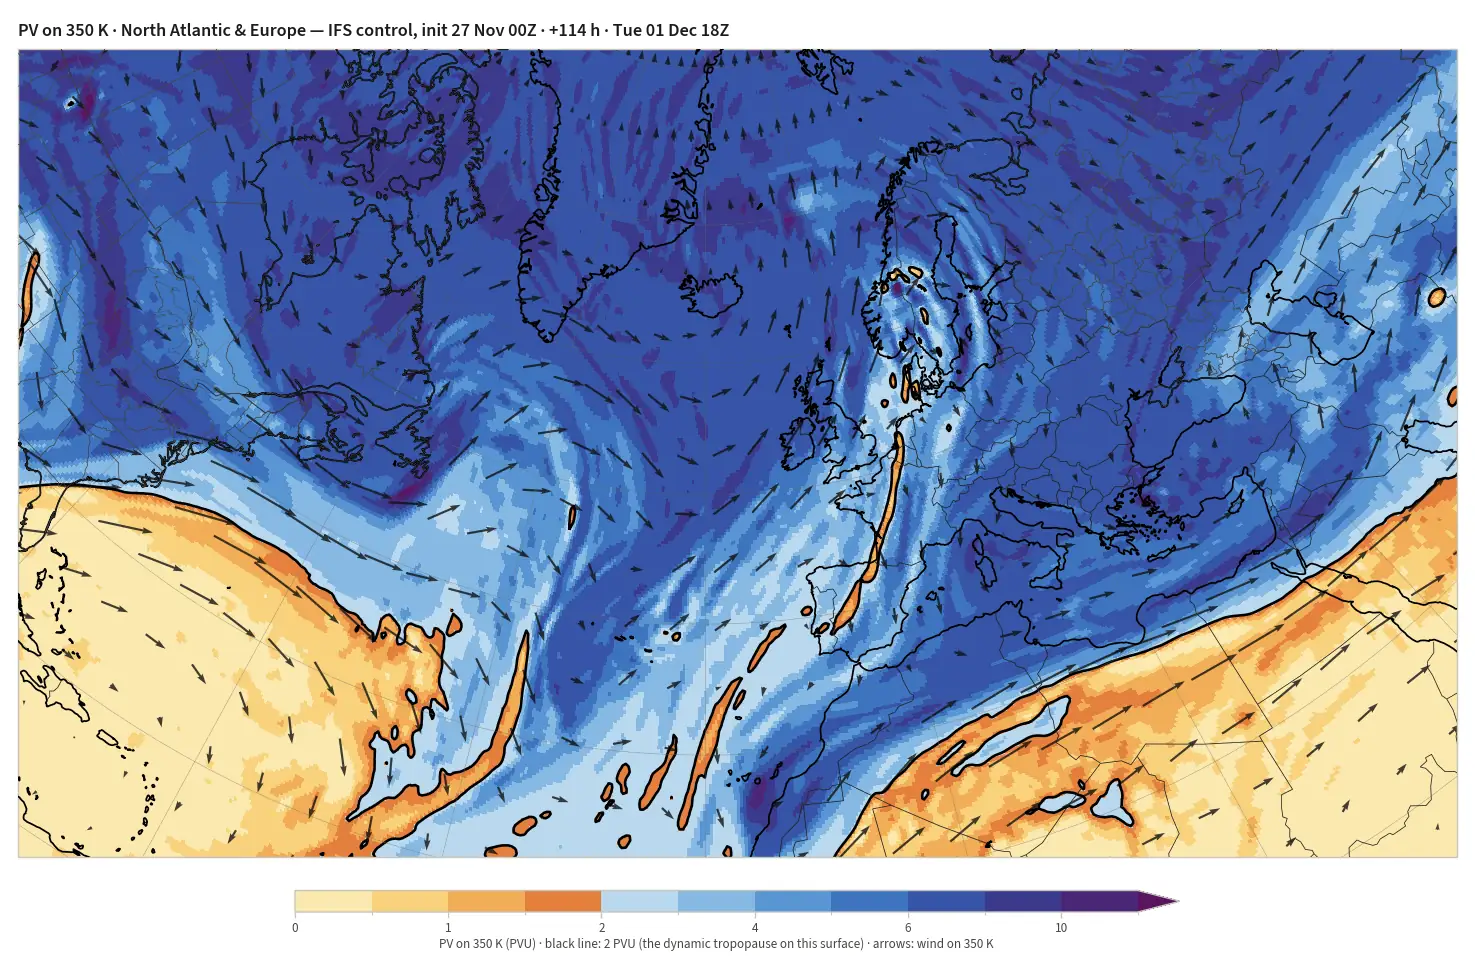 PV on 350 K · North Atlantic & Europe — IFS control, init 27 Nov 00Z · +114 h · Tue 01 Dec 18Z
0 1 2 4 6 10
PV on 350 K (PVU) · black line: 2 PVU (the dynamic tropopause on this surface) · arrows: wind on 350 K